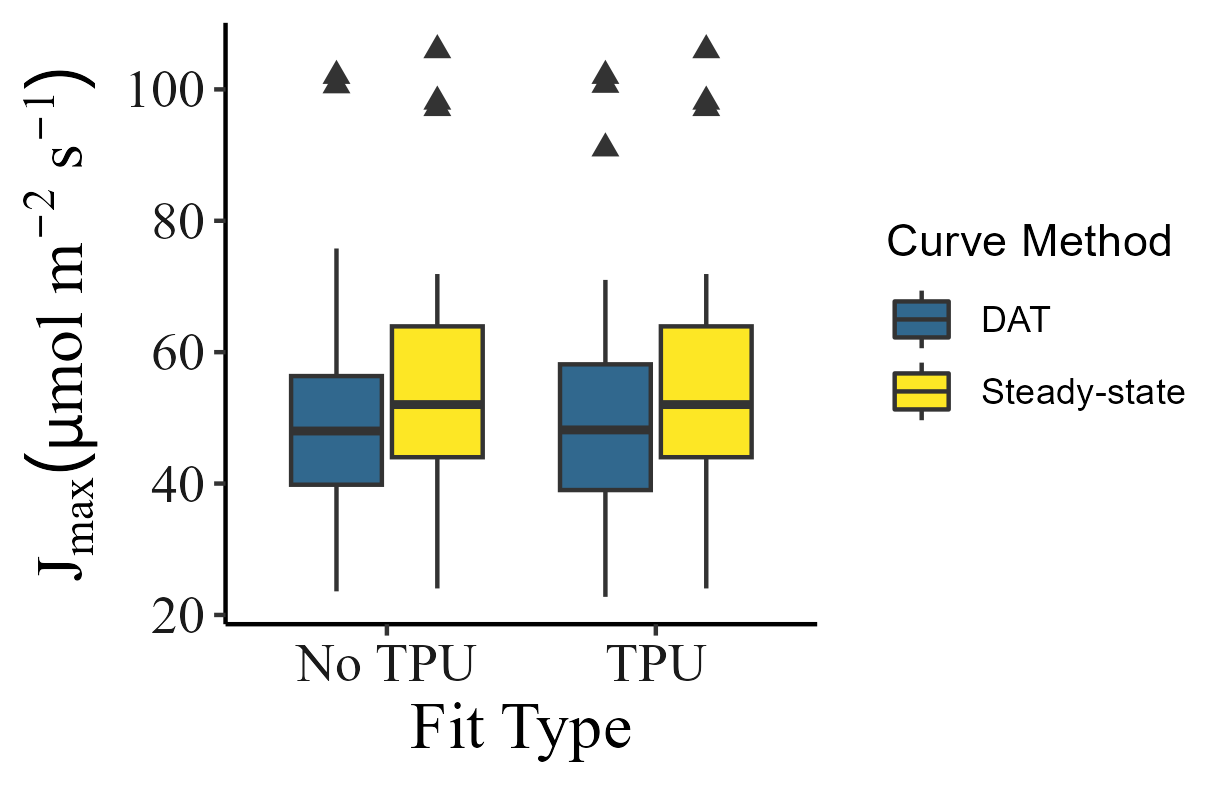 Jmax(μmol m−2 s−1)
100
80
60
40
20
No TPU TPU
Fit Type
Curve Method
DAT
Steady-state